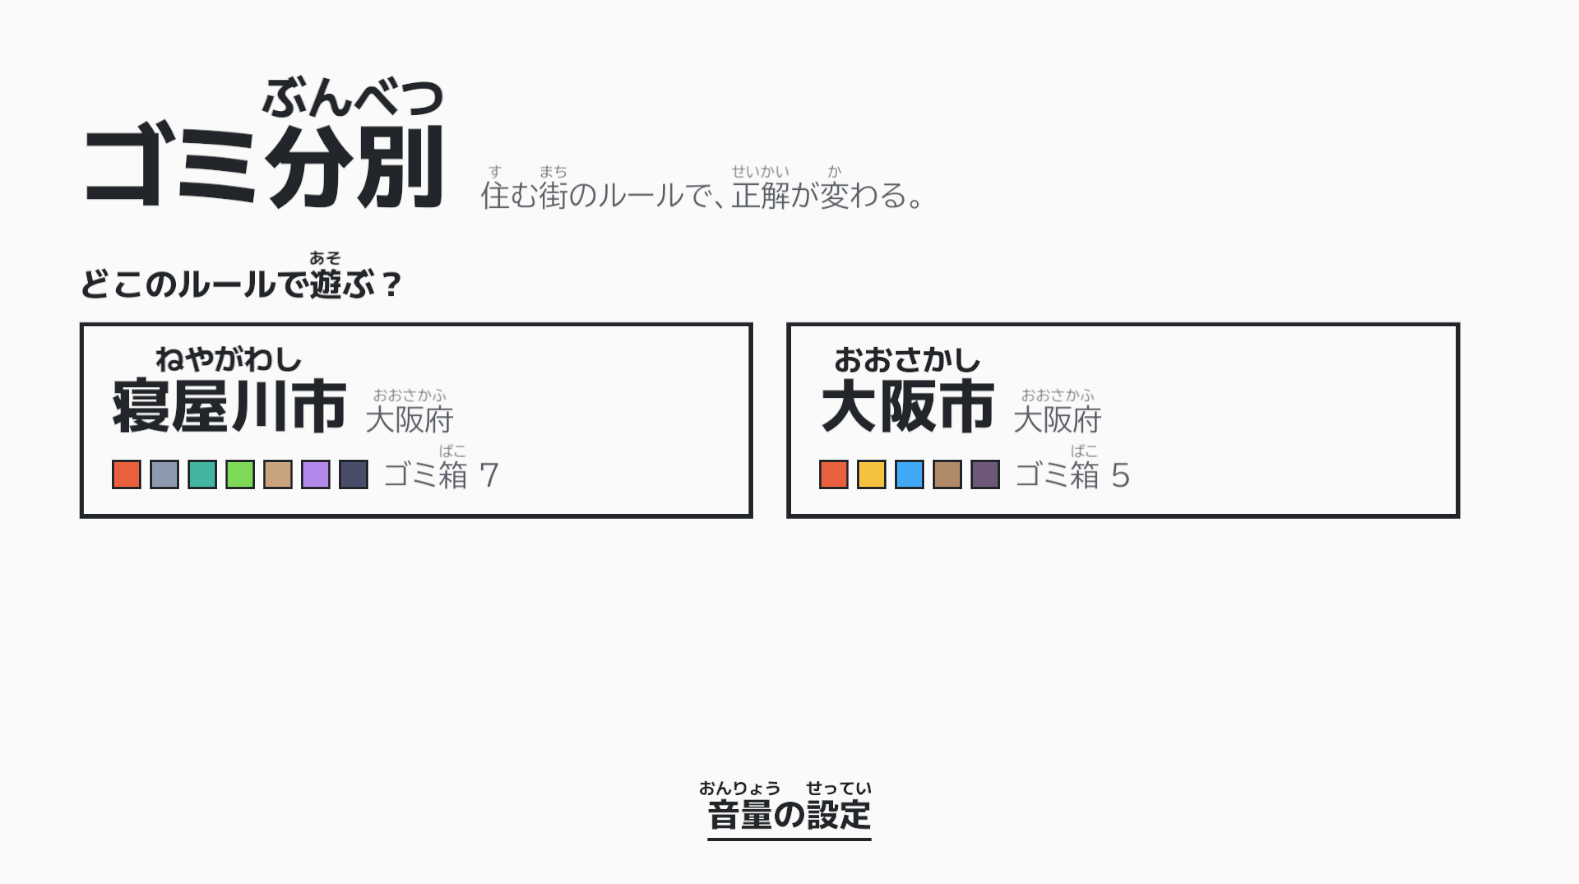 ぶんべつ
ゴミ分別
す まち せいかい か
住む街のルールで、正解が変わる。
あそ
どこのルールで遊ぶ？
ねやがわし
寝屋川市
おおさかふ
大阪府
ばこ
ゴミ箱 7
おおさかし
大阪市
おおさかふ
大阪府
ばこ
ゴミ箱 5
おんりょう せってい
音量の設定